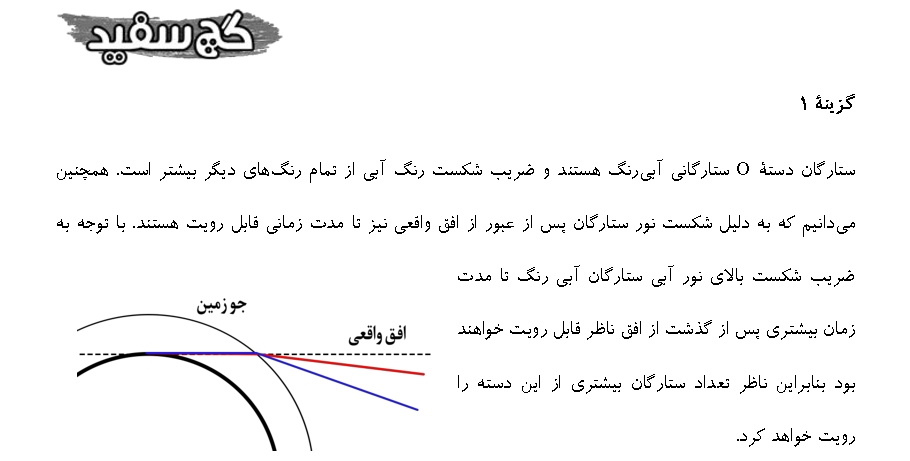 گچ سفید
گزینهٔ ۱
ستارگان دستهٔ O ستارگانی آبی‌رنگ هستند و ضریب شکست رنگ آبی از تمام رنگ‌های دیگر بیشتر است. همچنین
می‌دانیم که به دلیل شکست نور ستارگان پس از عبور از افق واقعی نیز تا مدت زمانی قابل رویت هستند. با توجه به
ضریب شکست بالای نور آبی ستارگان آبی رنگ تا مدت
زمان بیشتری پس از گذشت از افق ناظر قابل رویت خواهند
بود بنابراین ناظر تعداد ستارگان بیشتری از این دسته را
رویت خواهد کرد.
جو زمین
افق واقعی